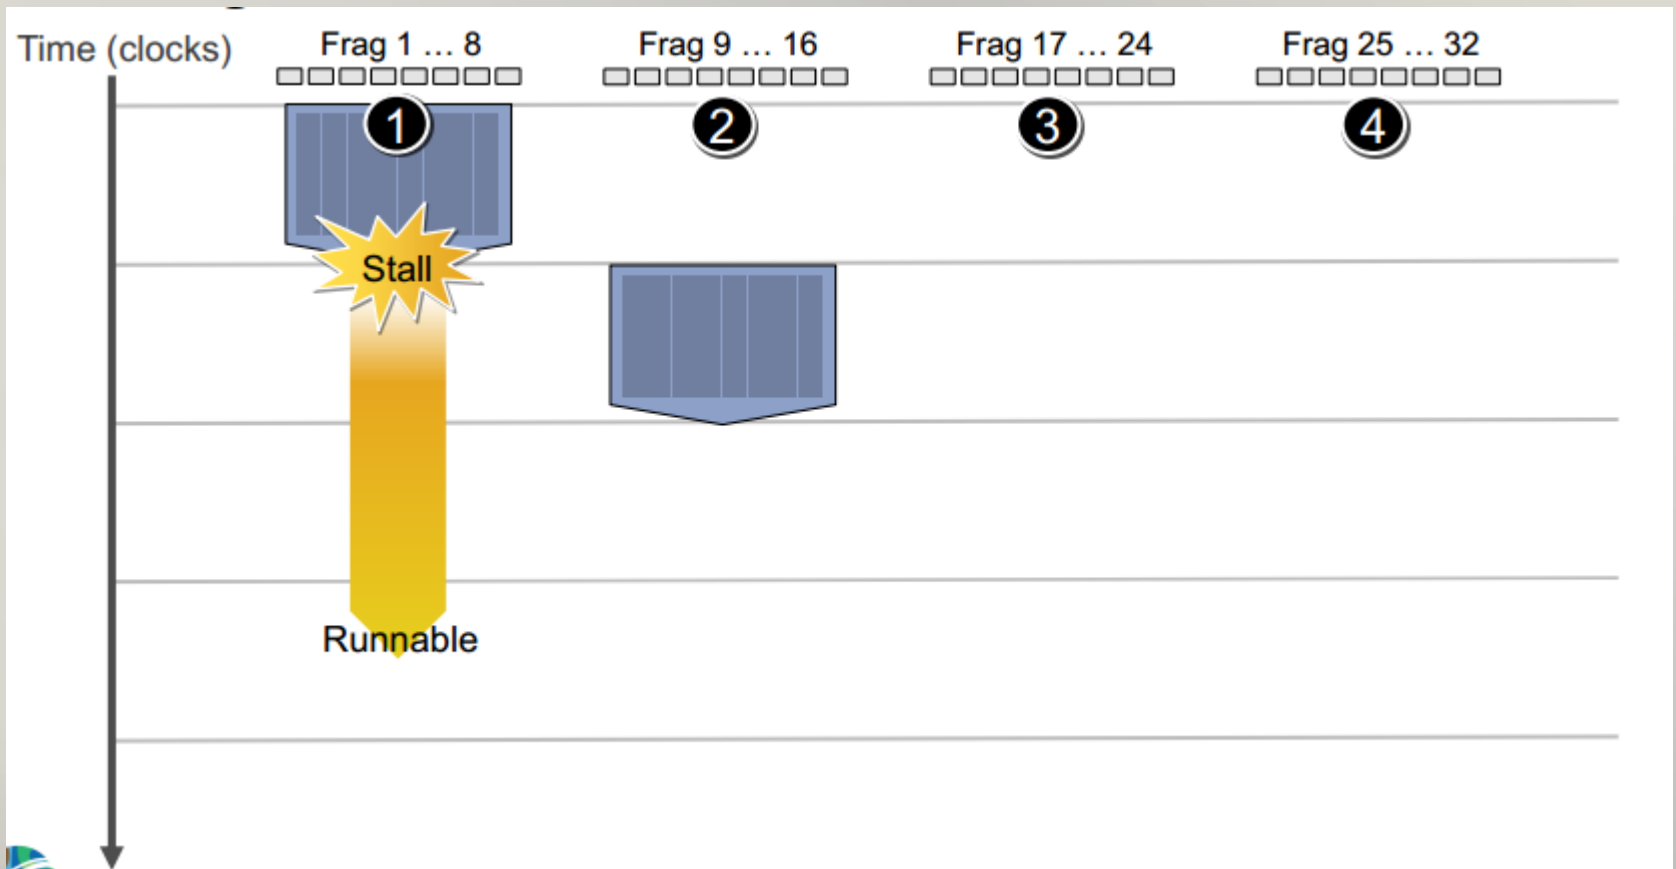 Time (clocks)
Frag 1 … 8
Frag 9 … 16
Frag 17 … 24
Frag 25 … 32
1
2
3
4
Stall
Runnable